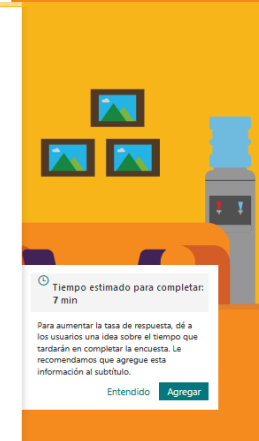 Tiempo estimado para completar:
7 min
Para aumentar la tasa de respuesta, dé a
los usuarios una idea sobre el tiempo que
tardarán en completar la encuesta. Le
recomendamos que agregue esta
información al subtítulo.
Entendido Agregar